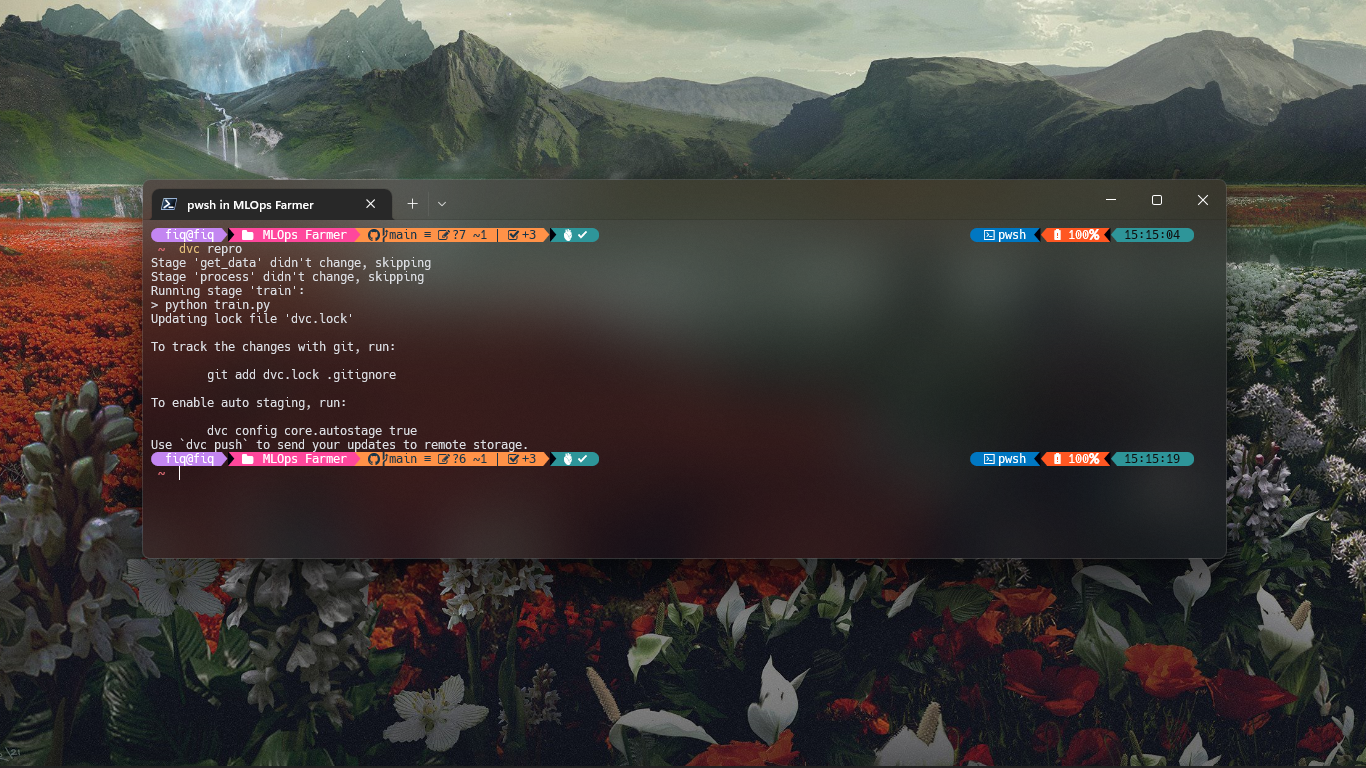 pwsh in MLOps Farmer
fiq@fiq MLOps Farmer main ≡ ?7 ~1 | +3 pwsh 100% 15:15:04
~ dvc repro
Stage 'get_data' didn't change, skipping
Stage 'process' didn't change, skipping
Running stage 'train':
> python train.py
Updating lock file 'dvc.lock'
To track the changes with git, run:
git add dvc.lock .gitignore
To enable auto staging, run:
dvc config core.autostage true
Use `dvc push` to send your updates to remote storage.
fiq@fiq MLOps Farmer main ≡ ?6 ~1 | +3 pwsh 100% 15:15:19
~